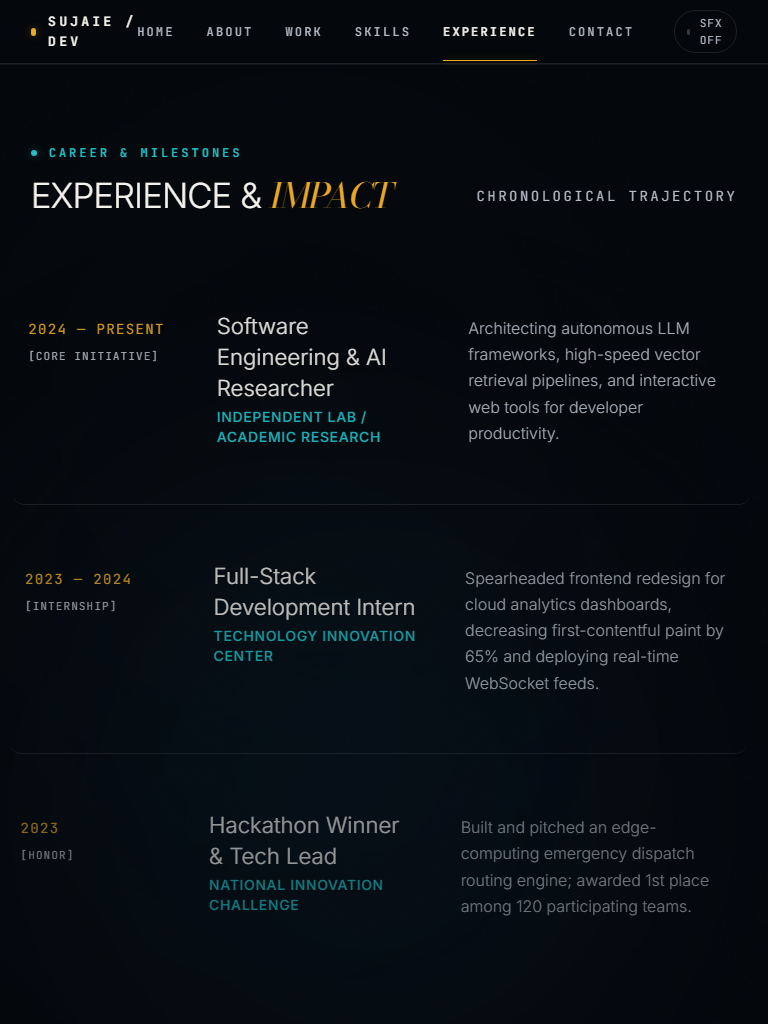 SUJAIE /
DEV
HOME
ABOUT
WORK
SKILLS
EXPERIENCE
CONTACT
SFX
OFF
CAREER & MILESTONES
EXPERIENCE & IMPACT
CHRONOLOGICAL TRAJECTORY
2024 — PRESENT
[CORE INITIATIVE]
Software
Engineering & AI
Researcher
INDEPENDENT LAB /
ACADEMIC RESEARCH
Architecting autonomous LLM
frameworks, high-speed vector
retrieval pipelines, and interactive
web tools for developer
productivity.
2023 — 2024
[INTERNSHIP]
Full-Stack
Development Intern
TECHNOLOGY INNOVATION
CENTER
Spearheaded frontend redesign for
cloud analytics dashboards,
decreasing first-contentful paint by
65% and deploying real-time
WebSocket feeds.
2023
[HONOR]
Hackathon Winner
& Tech Lead
NATIONAL INNOVATION
CHALLENGE
Built and pitched an edge-
computing emergency dispatch
routing engine; awarded 1st place
among 120 participating teams.